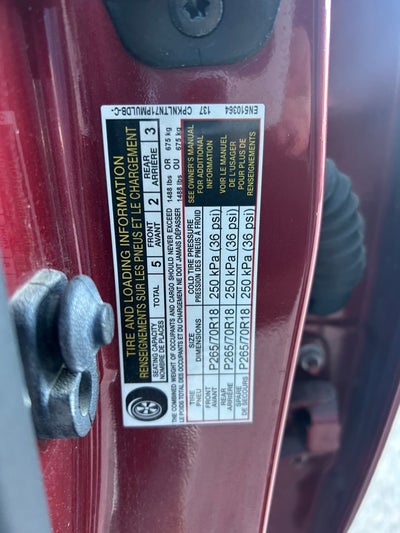 EN510364 137 CPKNLTN71PMULDB-C-
TIRE AND LOADING INFORMATION
RENSEIGNEMENTS SUR LES PNEUS ET LE CHARGEMENT
SEATING CAPACITY
NOMBRE DE PLACES
TOTAL 5
FRONT
AVANT 2
REAR
ARRIÈRE 3
THE COMBINED WEIGHT OF OCCUPANTS AND CARGO SHOULD NEVER EXCEED 1488 lbs OR 675 kg
LE POIDS TOTAL DES OCCUPANTS ET DU CHARGEMENT NE DOIT JAMAIS DÉPASSER 1488 lbs OU 675 kg
TIRE
PNEU
SIZE
DIMENSIONS
COLD TIRE PRESSURE
PRESSION DES PNEUS À FROID
FRONT
AVANT
P265/70R18
250 kPa (36 psi)
REAR
-ARRIÈRE
P265/70R18
250 kPa (36 psi)
SPARE
DE SECOURS
P265/70R18
250 kPa (36 psi)
SEE OWNER'S MANUAL
FOR ADDITIONAL
INFORMATION
VOIR LE MANUEL
DE L'USAGER
POUR PLUS DE
RENSEIGNEMENTS